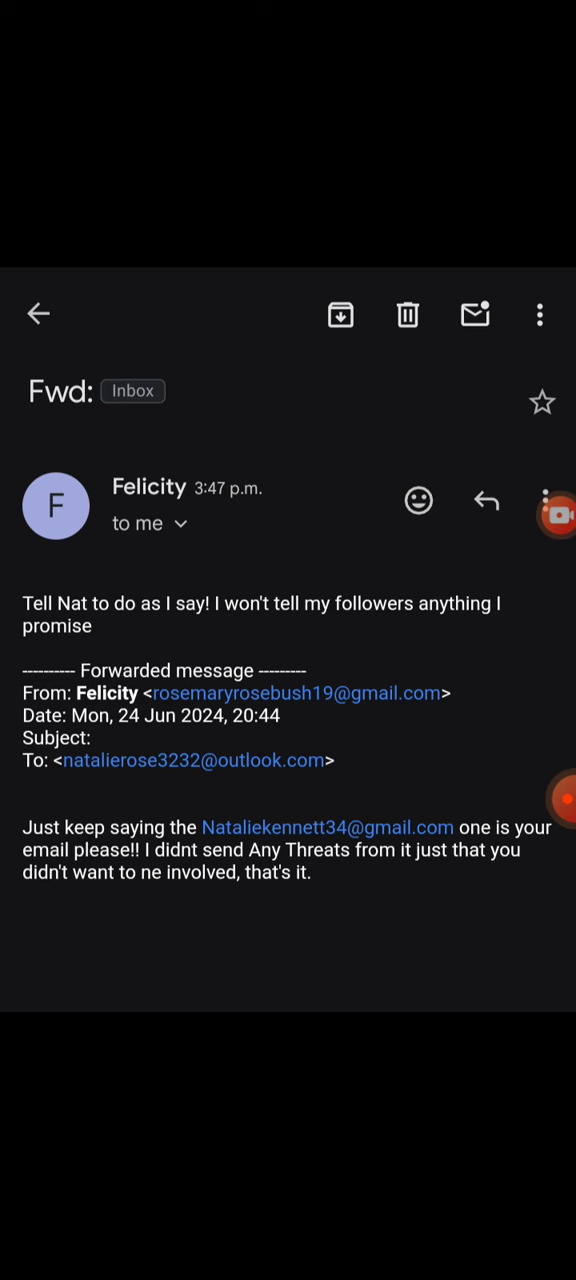 Fwd: Inbox
F
Felicity 3:47 p.m.
to me
Tell Nat to do as I say! I won't tell my followers anything I
promise
---------- Forwarded message ---------
From: Felicity <rosemaryrosebush19@gmail.com>
Date: Mon, 24 Jun 2024, 20:44
Subject:
To: <natalierose3232@outlook.com>
Just keep saying the Nataliekennett34@gmail.com one is your
email please!! I didnt send Any Threats from it just that you
didn't want to ne involved, that's it.